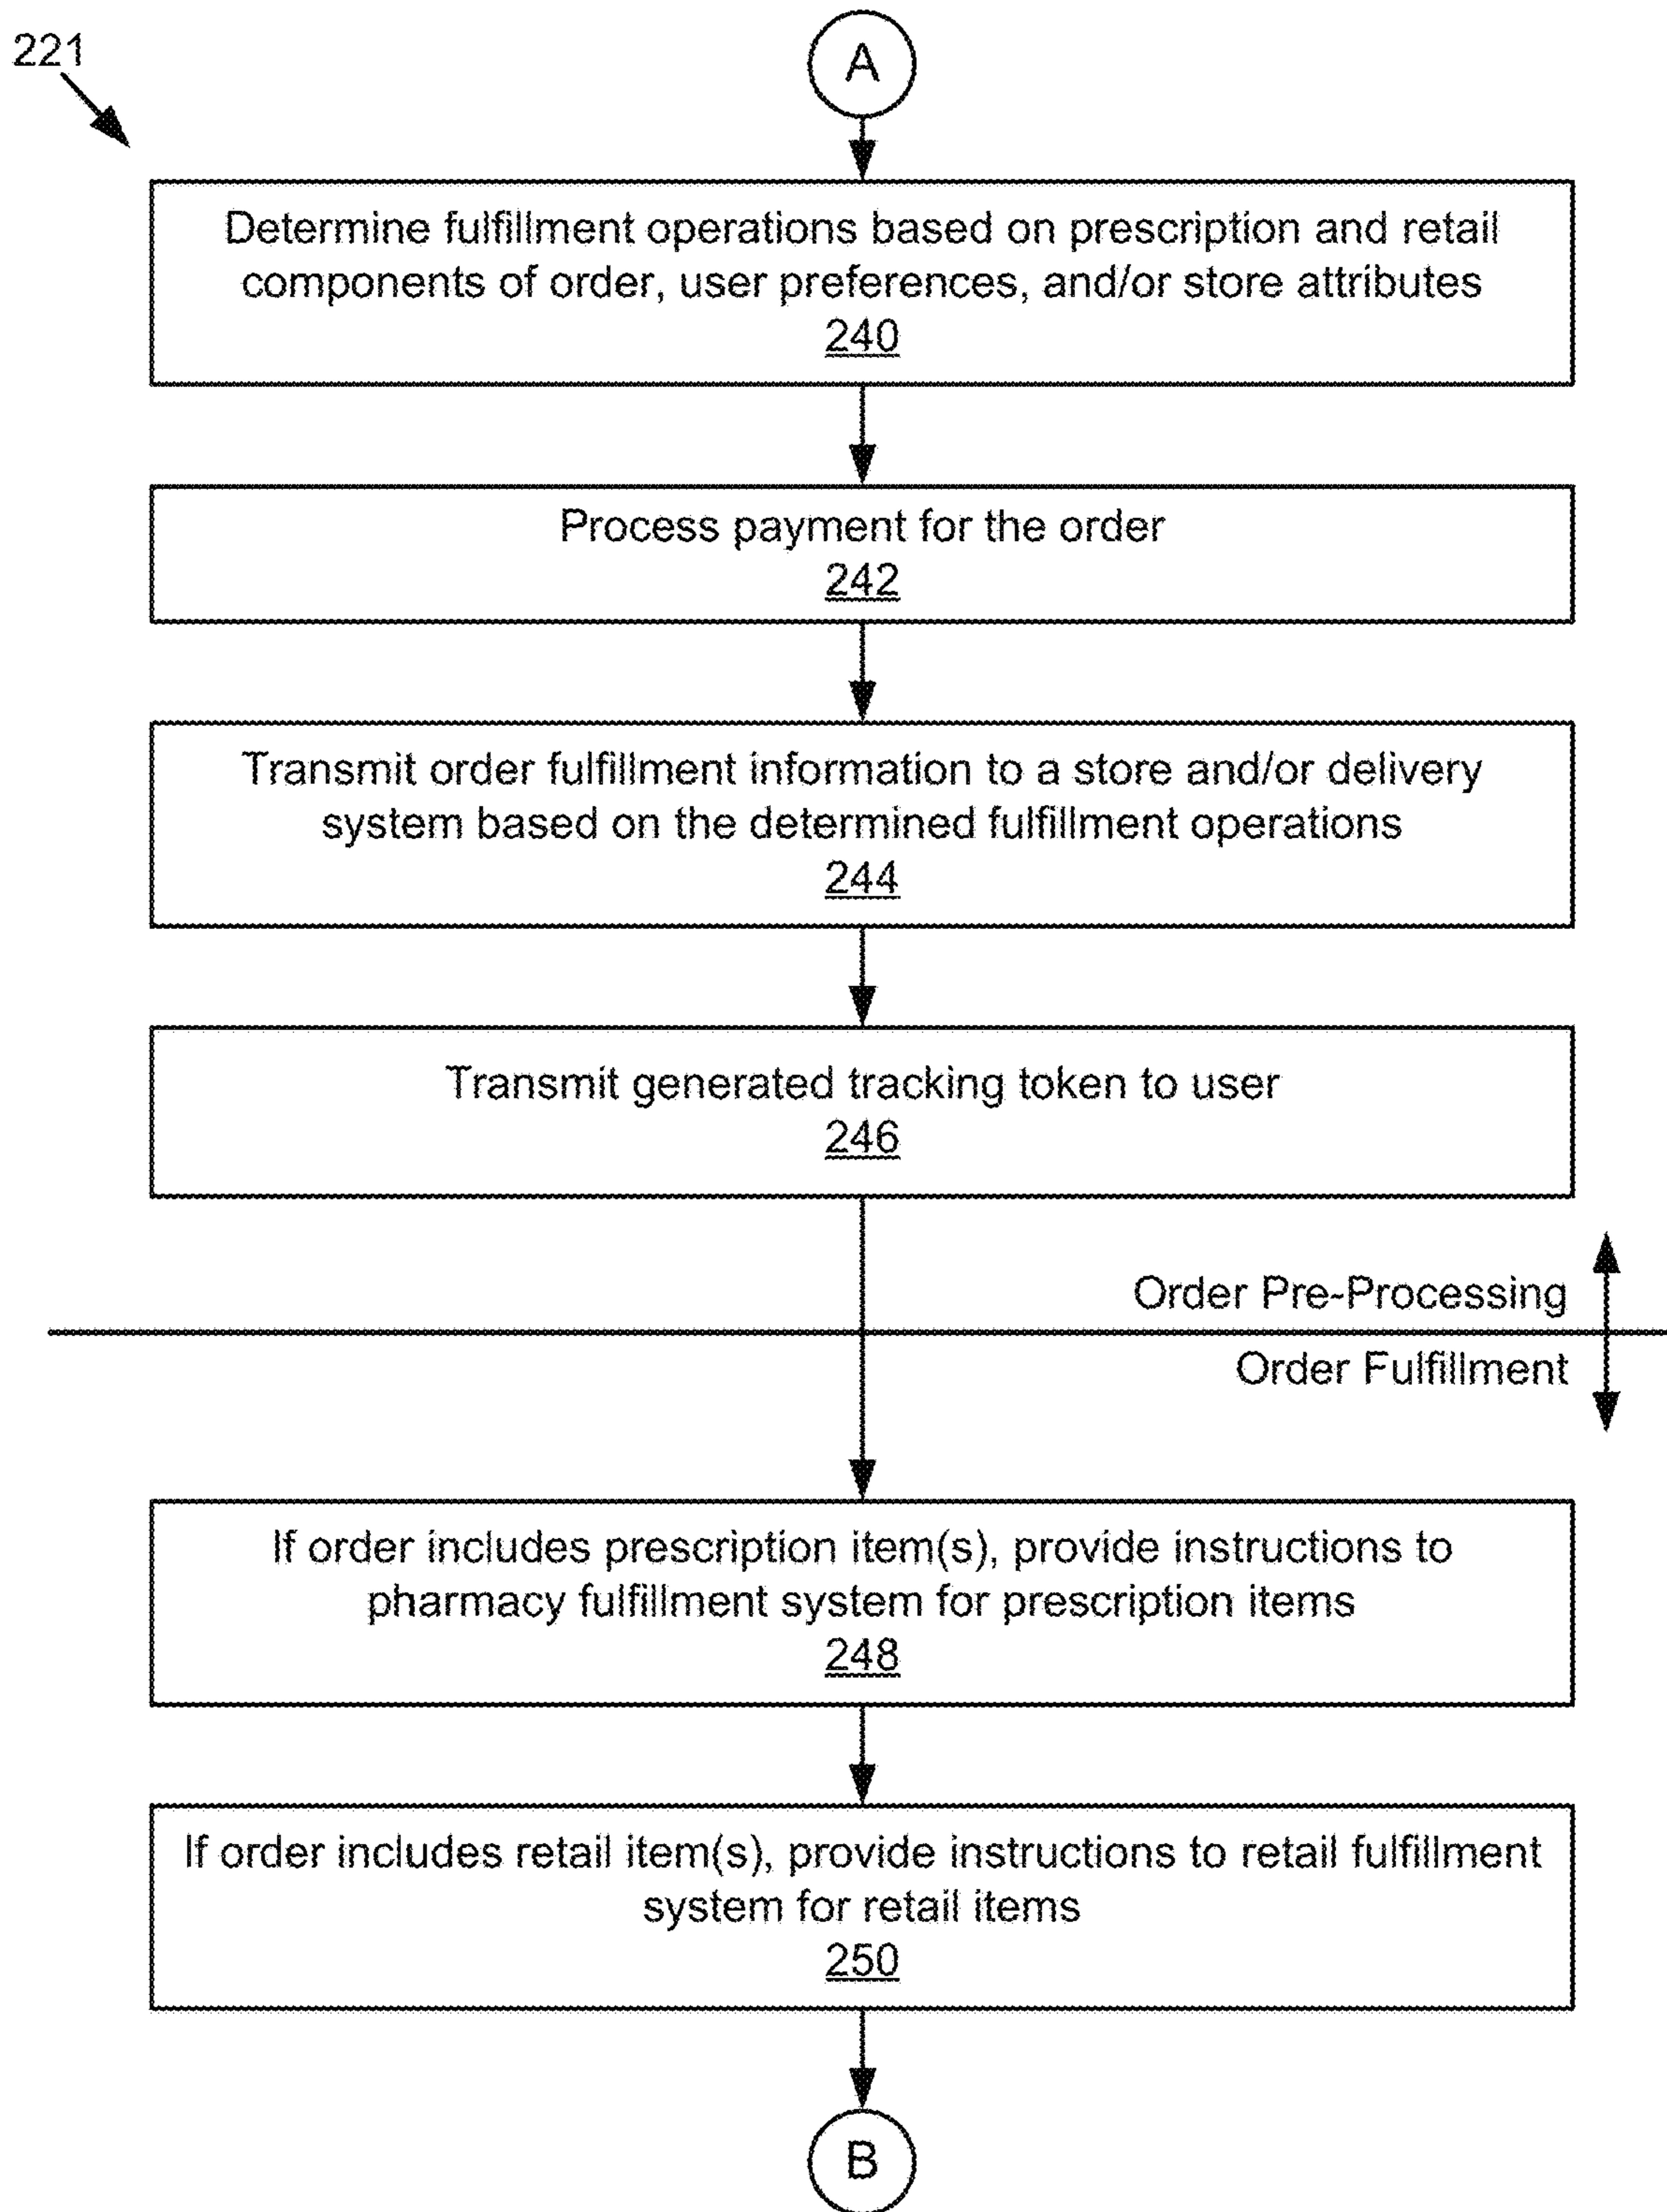 221
A
Determine fulfillment operations based on prescription and retail
components of order, user preferences, and/or store attributes
240
Process payment for the order
242
Transmit order fulfillment information to a store and/or delivery
system based on the determined fulfillment operations
244
Transmit generated tracking token to user
246
Order Pre-Processing
Order Fulfillment
If order includes prescription item(s), provide instructions to
pharmacy fulfillment system for prescription items
248
If order includes retail item(s), provide instructions to retail fulfillment
system for retail items
250
B